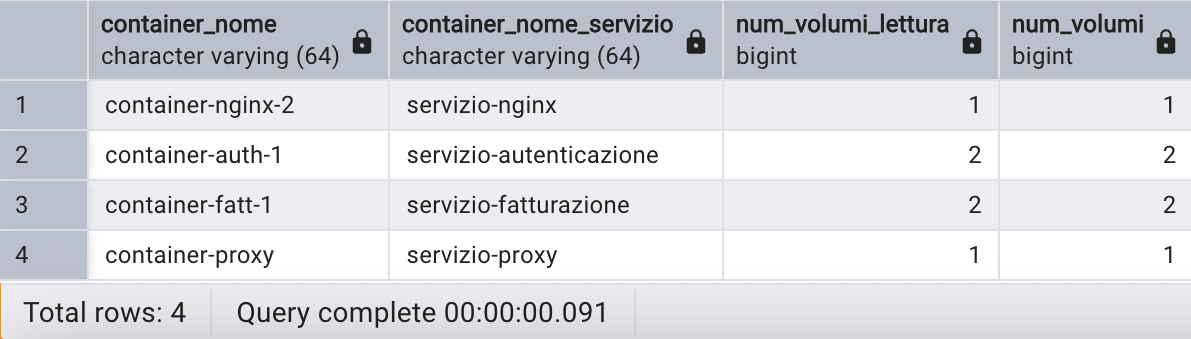 container_nome container_nome_servizio num_volumi_lettura num_volumi
character varying (64) character varying (64) bigint bigint
1 container-nginx-2 servizio-nginx 1 1
2 container-auth-1 servizio-autenticazione 2 2
3 container-fatt-1 servizio-fatturazione 2 2
4 container-proxy servizio-proxy 1 1
Total rows: 4 Query complete 00:00:00.091